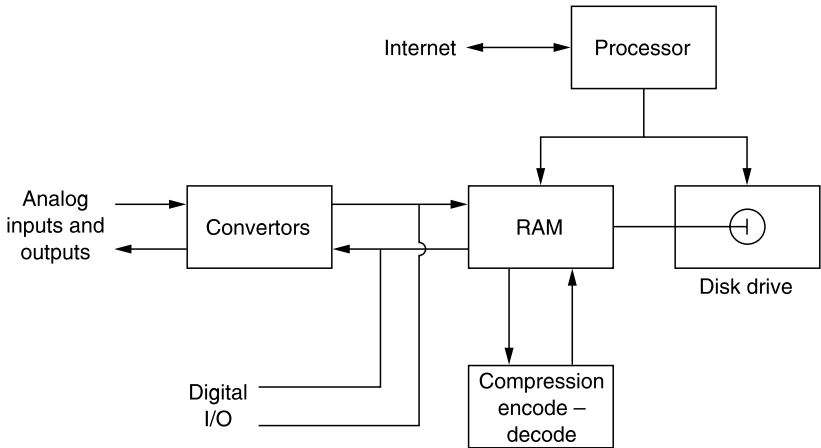 Internet
Processor
Analog
inputs and
outputs
Convertors
RAM
Disk drive
Digital
I/O
Compression
encode –
decode